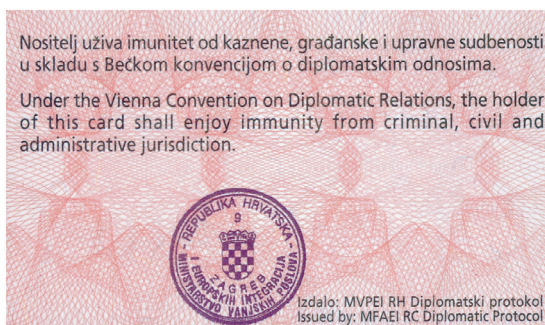 Nositelj uživa imunitet od kaznene, građanske i upravne sudbenosti
u skladu s Bečkom konvencijom o diplomatskim odnosima.
Under the Vienna Convention on Diplomatic Relations, the holder
of this card shall enjoy immunity from criminal, civil and
administrative jurisdiction.
REPUBLIKA HRVATSKA
9
ZAGREB
I EUROPSKIH INTEGRACIJA
MINISTARSTVO VANJSKIH POSLOVA
Izdalo: MVPEI RH Diplomatski protokol
Issued by: MFAEI RC Diplomatic Protocol